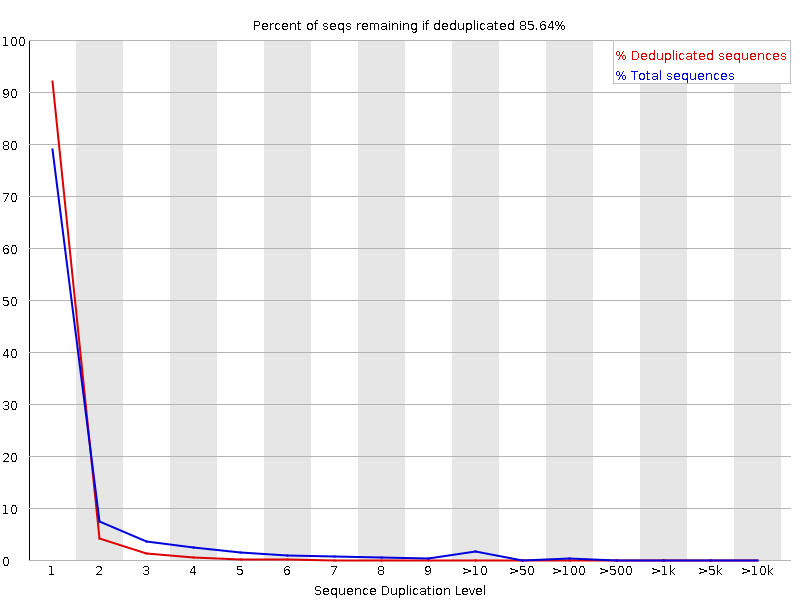 Percent of seqs remaining if deduplicated 85.64%
% Deduplicated sequences
% Total sequences
100
90
80
70
60
50
40
30
20
10
0
1 2 3 4 5 6 7 8 9 >10 >50 >100 >500 >1k >5k >10k
Sequence Duplication Level